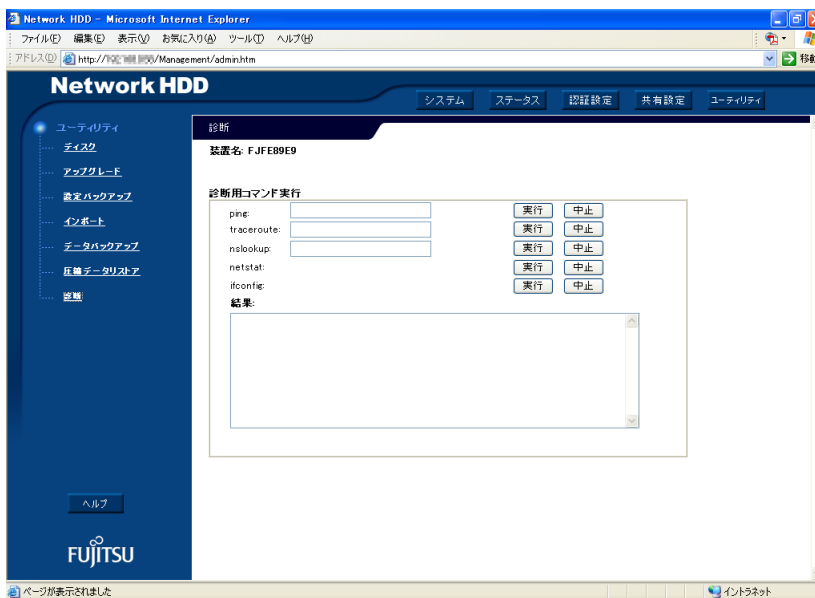 Network HDD - Microsoft Internet Explorer
ファイル(F) 編集(E) 表示(V) お気に入り(A) ツール(T) ヘルプ(H)
アドレス(D) http:// /Management/admin.htm 移動
Network HDD
システム ステータス 認証設定 共有設定 ユーティリティ
ユーティリティ
ディスク
アップグレード
設定バックアップ
インポート
データバックアップ
圧縮データリストア
診断
ヘルプ
FUJITSU
診断
装置名: FJFE89E9
診断用コマンド実行
ping: 実行 中止
traceroute: 実行 中止
nslookup: 実行 中止
netstat: 実行 中止
ifconfig: 実行 中止
結果:
ページが表示されました イントラネット